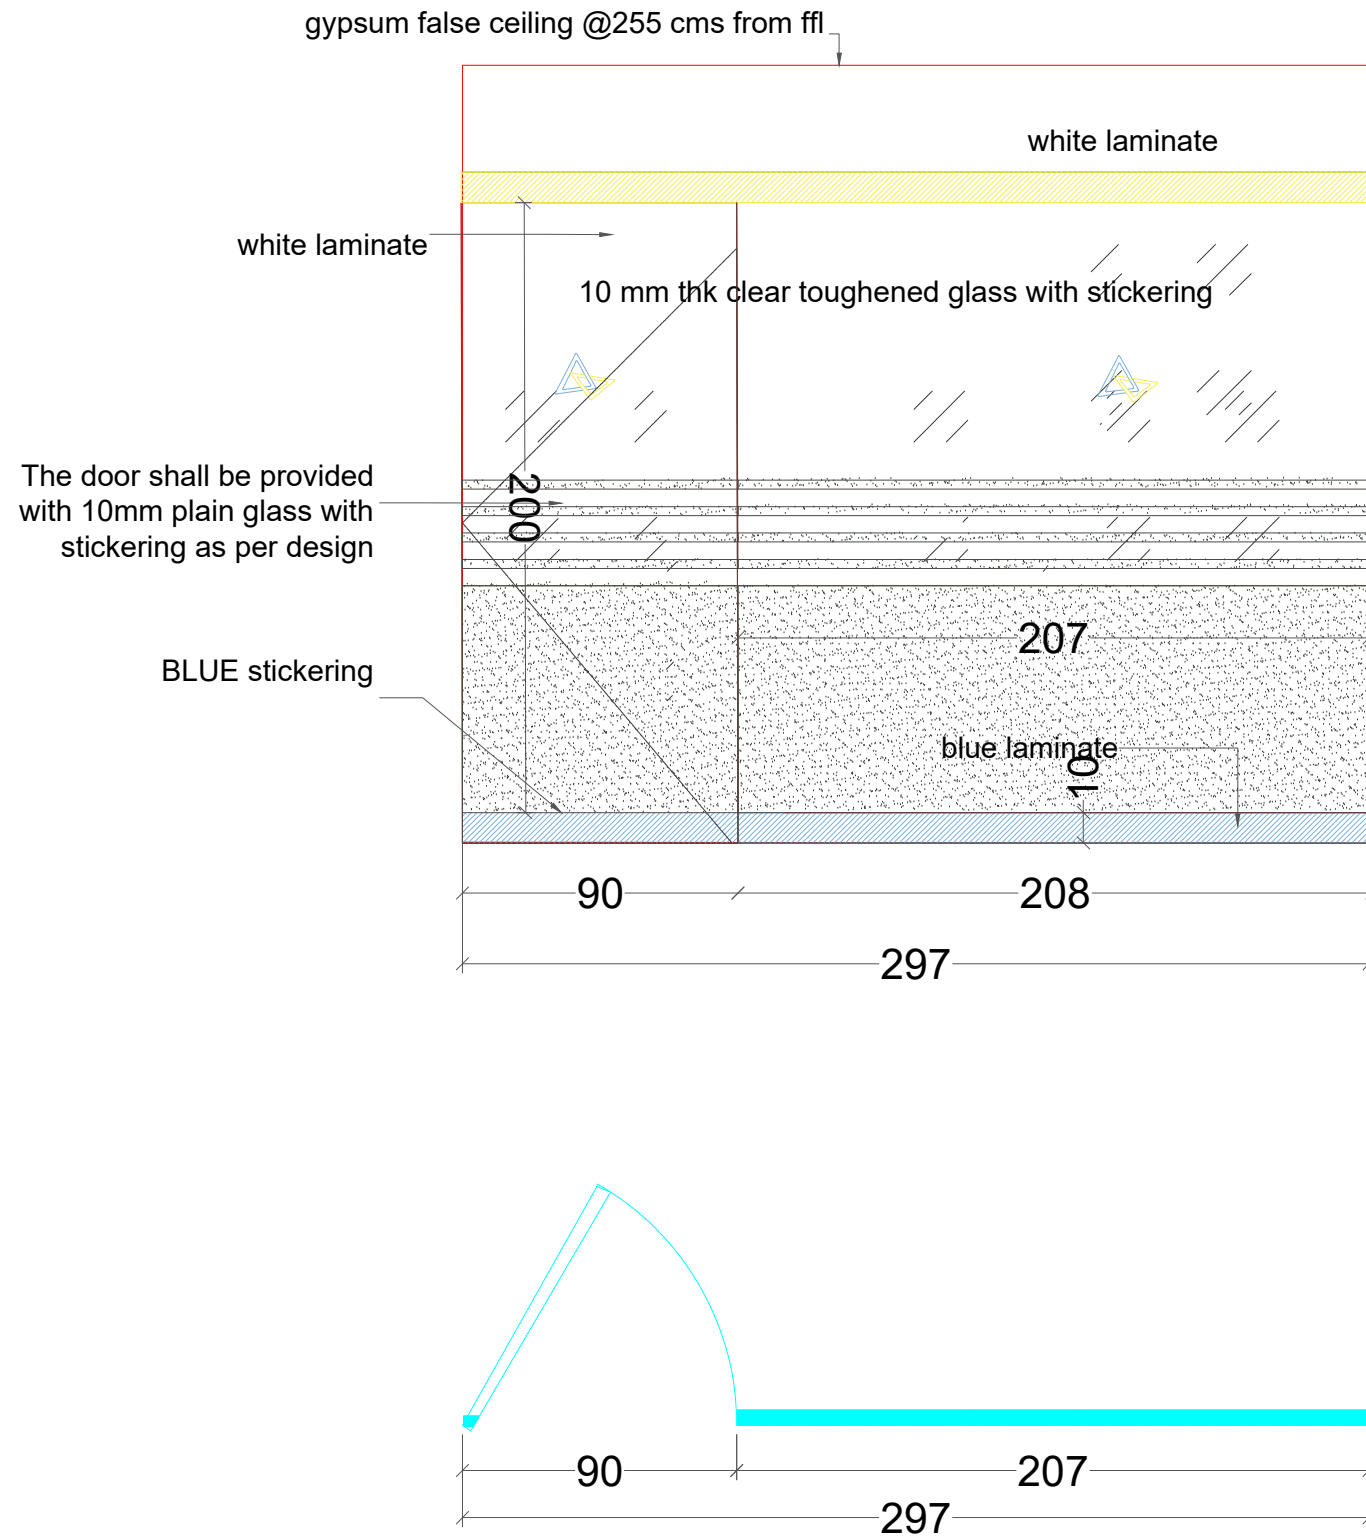 gypsum false ceiling @255 cms from ffl
white laminate
white laminate
10 mm thk clear toughened glass with stickering
The door shall be provided
with 10mm plain glass with
stickering as per design
200
207
BLUE stickering
blue laminate
10
90
208
297
90
207
297